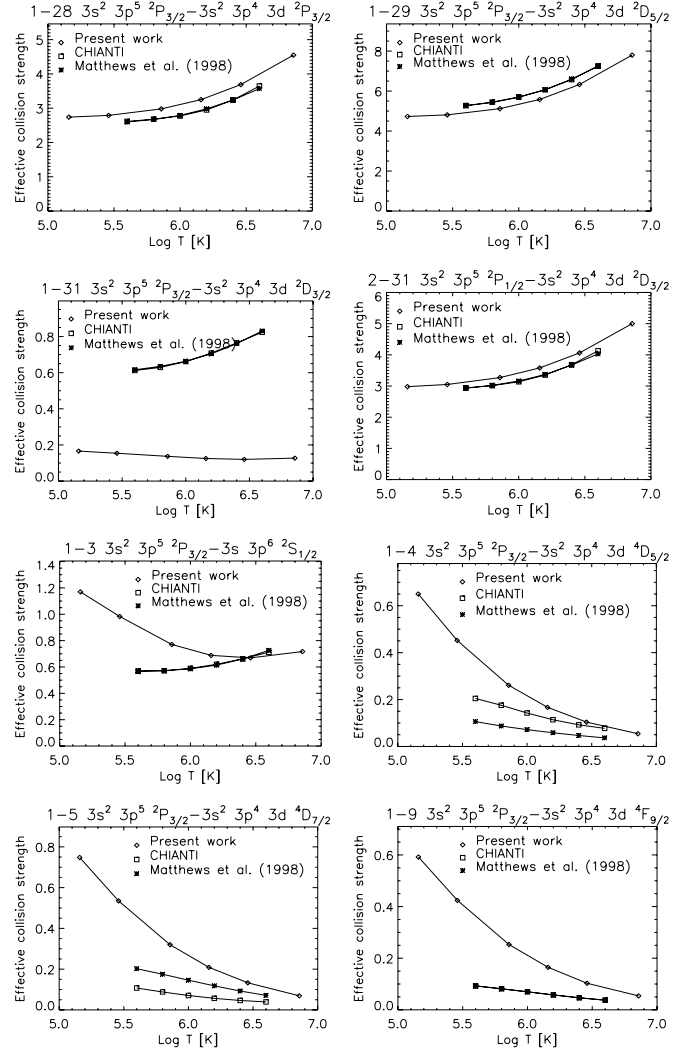 1−28 3s² 3p⁵ ²P₃/₂−3s² 3p⁴ 3d ²P₃/₂
Present work
CHIANTI
Matthews et al. (1998)
Effective collision strength
5
4
3
2
1
0
5.0 5.5 6.0 6.5 7.0
Log T [K]
1−29 3s² 3p⁵ ²P₃/₂−3s² 3p⁴ 3d ²D₅/₂
Present work
CHIANTI
Matthews et al. (1998)
Effective collision strength
8
6
4
2
0
5.0 5.5 6.0 6.5 7.0
Log T [K]
1−31 3s² 3p⁵ ²P₃/₂−3s² 3p⁴ 3d ²D₃/₂
Present work
CHIANTI
Matthews et al. (1998)
Effective collision strength
1.0
0.8
0.6
0.4
0.2
0.0
5.0 5.5 6.0 6.5 7.0
Log T [K]
2−31 3s² 3p⁵ ²P₁/₂−3s² 3p⁴ 3d ²D₃/₂
Present work
CHIANTI
Matthews et al. (1998)
Effective collision strength
6
5
4
3
2
1
0
5.0 5.5 6.0 6.5 7.0
Log T [K]
1−3 3s² 3p⁵ ²P₃/₂−3s 3p⁶ ²S₁/₂
Present work
CHIANTI
Matthews et al. (1998)
Effective collision strength
1.4
1.2
1.0
0.8
0.6
0.4
0.2
0.0
5.0 5.5 6.0 6.5 7.0
Log T [K]
1−4 3s² 3p⁵ ²P₃/₂−3s² 3p⁴ 3d ⁴D₅/₂
Present work
CHIANTI
Matthews et al. (1998)
Effective collision strength
0.6
0.4
0.2
0.0
5.0 5.5 6.0 6.5 7.0
Log T [K]
1−5 3s² 3p⁵ ²P₃/₂−3s² 3p⁴ 3d ⁴D₇/₂
Present work
CHIANTI
Matthews et al. (1998)
Effective collision strength
0.8
0.6
0.4
0.2
0.0
5.0 5.5 6.0 6.5 7.0
Log T [K]
1−9 3s² 3p⁵ ²P₃/₂−3s² 3p⁴ 3d ⁴F₉/₂
Present work
CHIANTI
Matthews et al. (1998)
Effective collision strength
0.6
0.4
0.2
0.0
5.0 5.5 6.0 6.5 7.0
Log T [K]